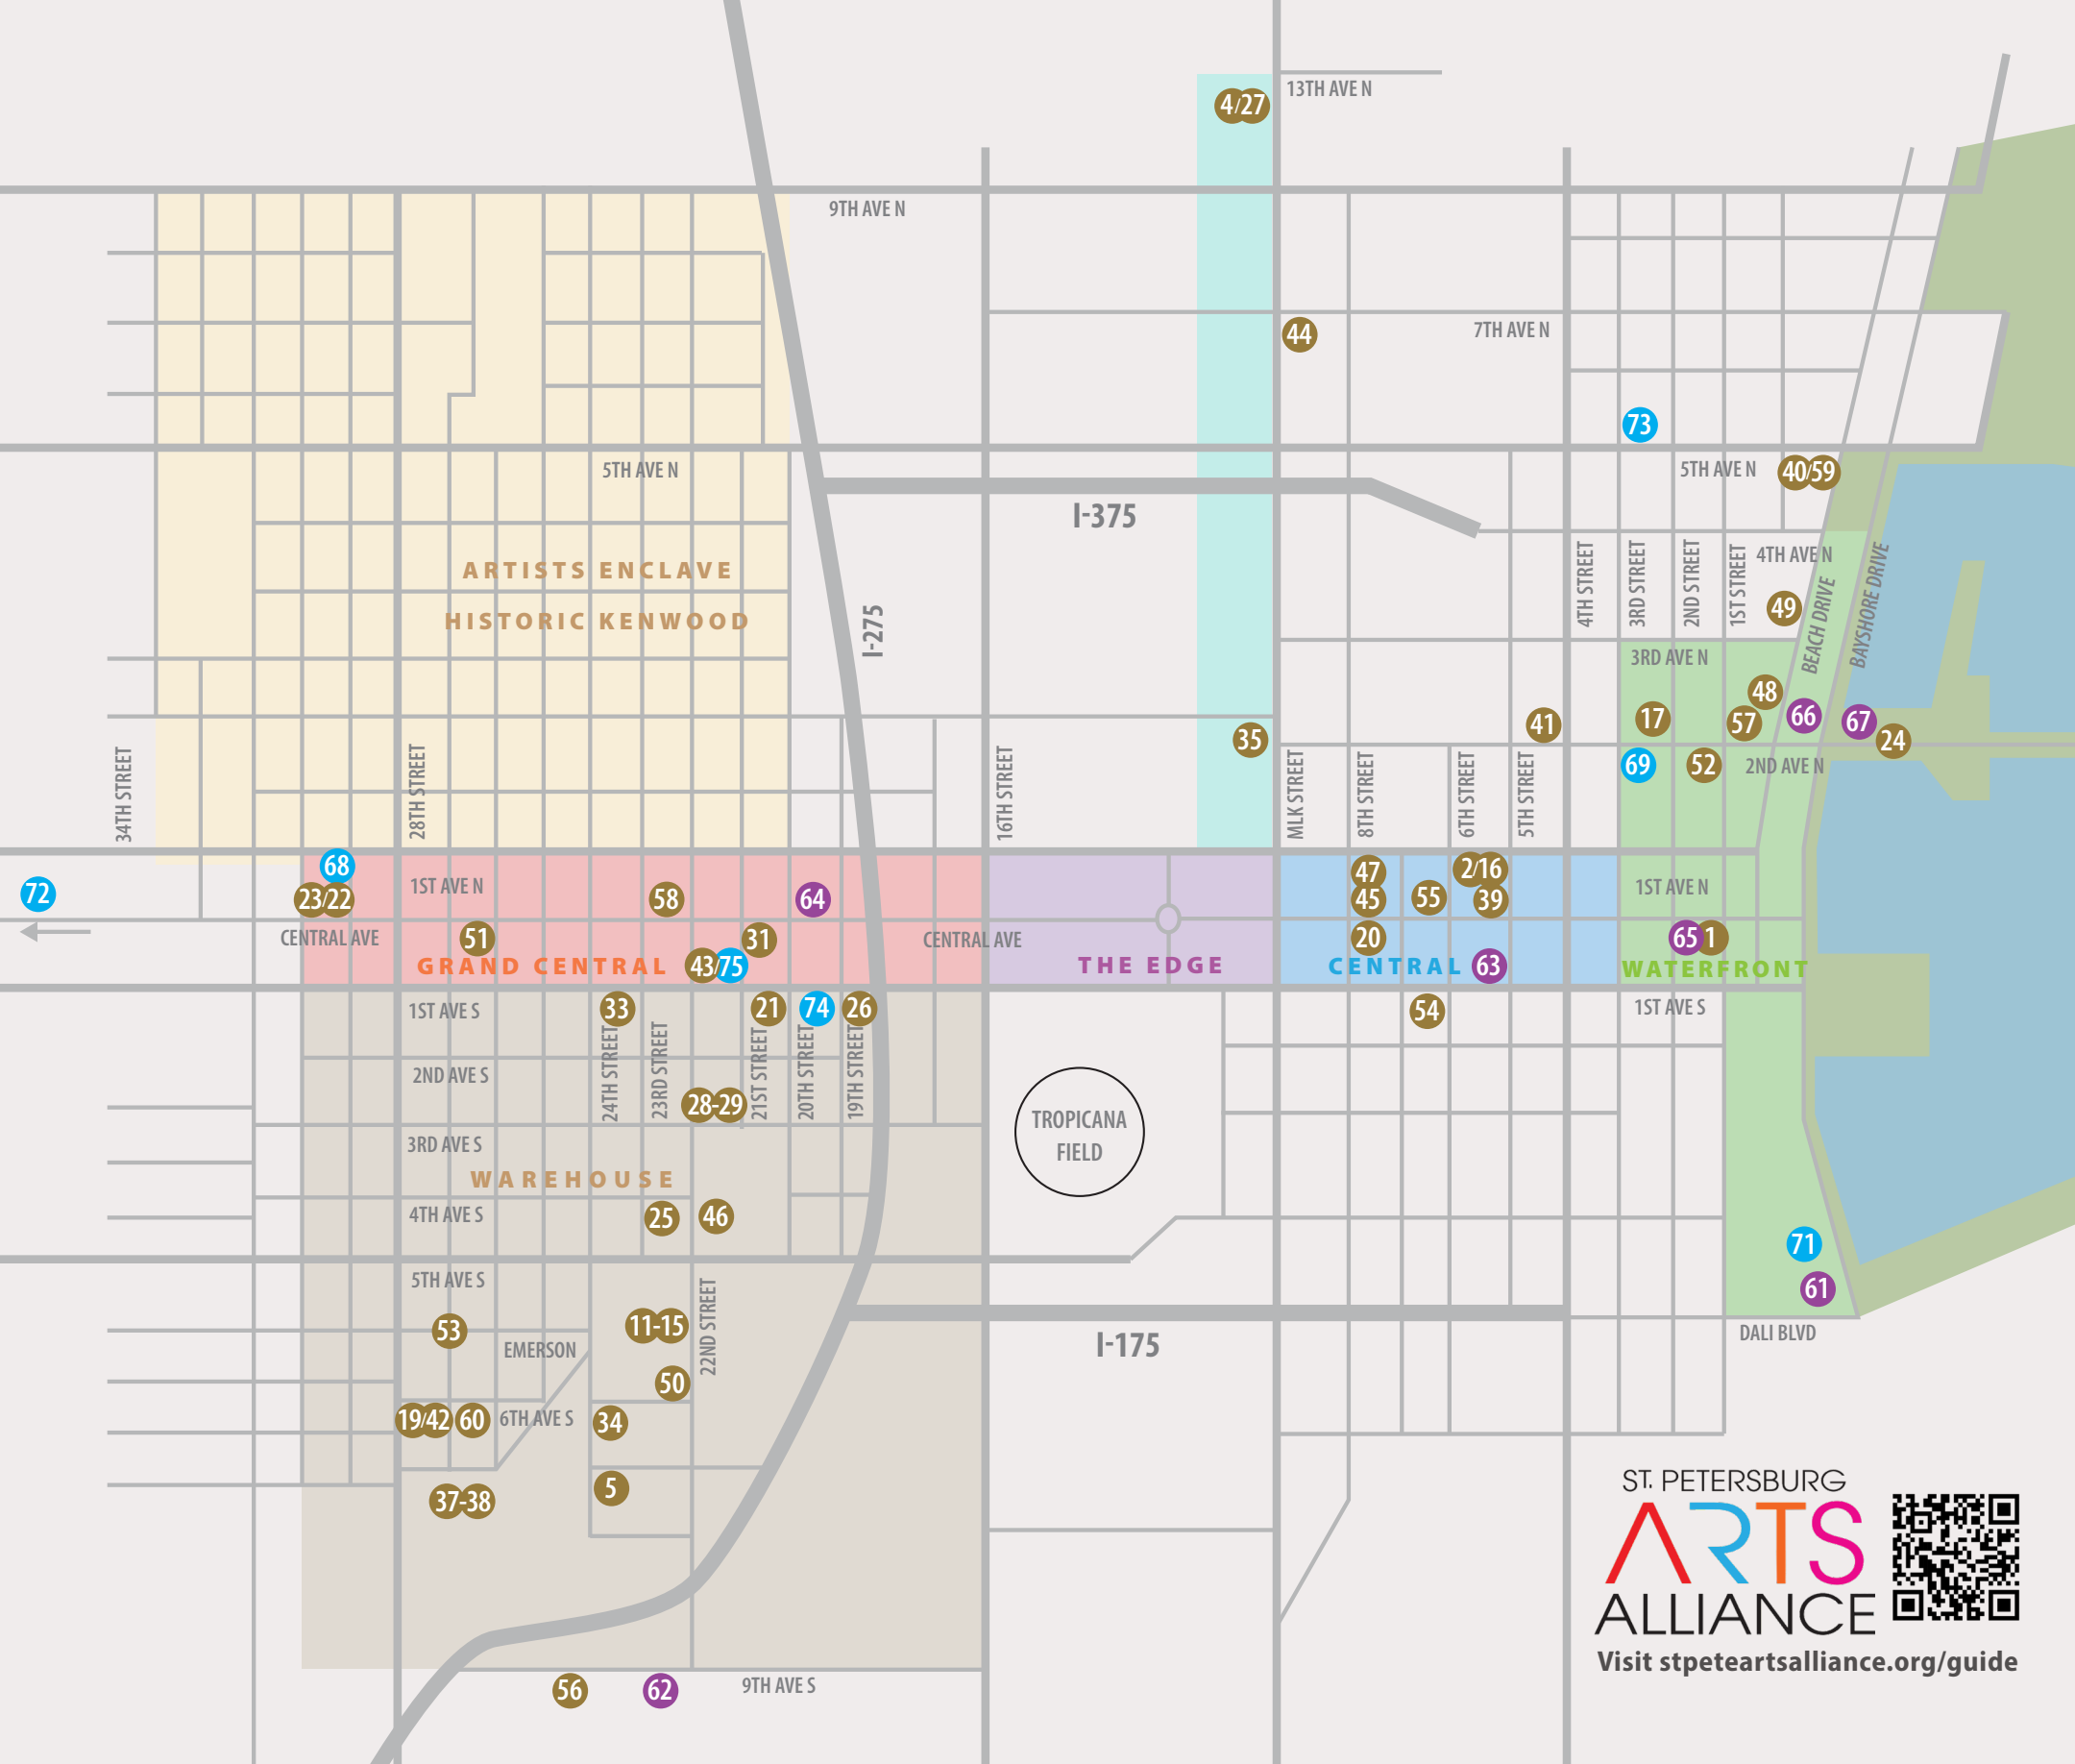 13TH AVE N
4/27
9TH AVE N
44
7TH AVE N
73
5TH AVE N
5TH AVE N
40/59
I-375
4TH STREET
3RD STREET
2ND STREET
1ST STREET
4TH AVE N
BEACH DRIVE
BAYSHORE DRIVE
ARTISTS ENCLAVE
HISTORIC KENWOOD
I-275
49
3RD AVE N
48
66
67
24
17
57
41
35
69
52
2ND AVE N
34TH STREET
28TH STREET
16TH STREET
MLK STREET
8TH STREET
6TH STREET
5TH STREET
68
72
23/22
1ST AVE N
58
64
47
45
55
2/16
39
1ST AVE N
CENTRAL AVE
51
31
CENTRAL AVE
20
65
1
GRAND CENTRAL
43/75
THE EDGE
CENTRAL
63
WATERFRONT
1ST AVE S
33
21
74
26
54
1ST AVE S
24TH STREET
23RD STREET
21ST STREET
20TH STREET
19TH STREET
2ND AVE S
28-29
TROPICANA
FIELD
3RD AVE S
WAREHOUSE
4TH AVE S
25
46
71
5TH AVE S
22ND STREET
61
53
11-15
EMERSON
I-175
DALI BLVD
50
19/42
60
6TH AVE S
34
37-38
5
56
62
9TH AVE S
ST. PETERSBURG
ARTS
ALLIANCE
Visit stpeteartsalliance.org/guide